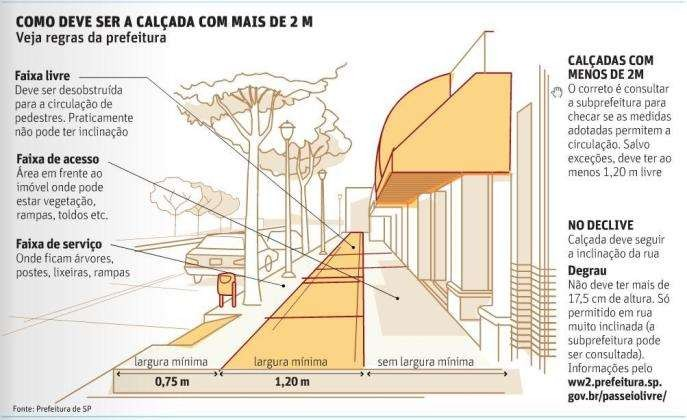 COMO DEVE SER A CALÇADA COM MAIS DE 2 M
Veja regras da prefeitura
Faixa livre
Deve ser desobstruída
para a circulação de
pedestres. Praticamente
não pode ter inclinação
Faixa de acesso
Área em frente ao
imóvel onde pode
estar vegetação,
rampas, toldos etc.
Faixa de serviço
Onde ficam árvores,
postes, lixeiras, rampas
largura mínima
0,75 m
largura mínima
1,20 m
sem largura mínima
CALÇADAS COM
MENOS DE 2M
O correto é consultar
a subprefeitura para
checar se as medidas
adotadas permitem a
circulação. Salvo
exceções, deve ter ao
menos 1,20 m livre
NO DECLIVE
Calçada deve seguir
a inclinação da rua
Degrau
Não deve ter mais de
17,5 cm de altura. Só
permitido em rua
muito inclinada (a
subprefeitura pode
ser consultada).
Informações pelo
ww2.prefeitura.sp.
gov.br/passeiolivre/
Fonte: Prefeitura de SP